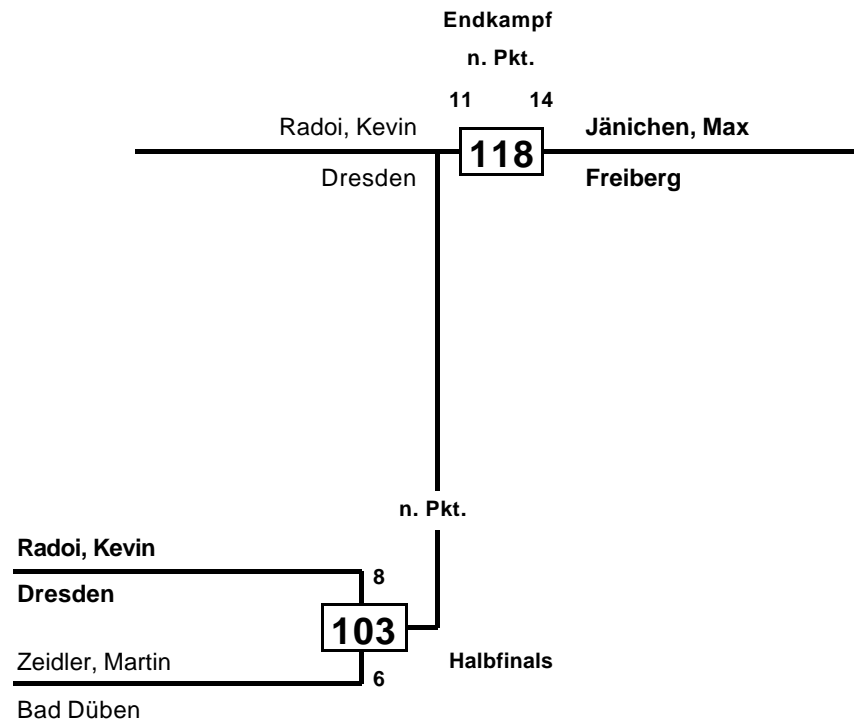 Endkampf
n. Pkt.
11 14
Radoi, Kevin 118 Jänichen, Max
Dresden Freiberg
n. Pkt.
Radoi, Kevin
8
Dresden
103
Zeidler, Martin Halbfinals
6
Bad Düben